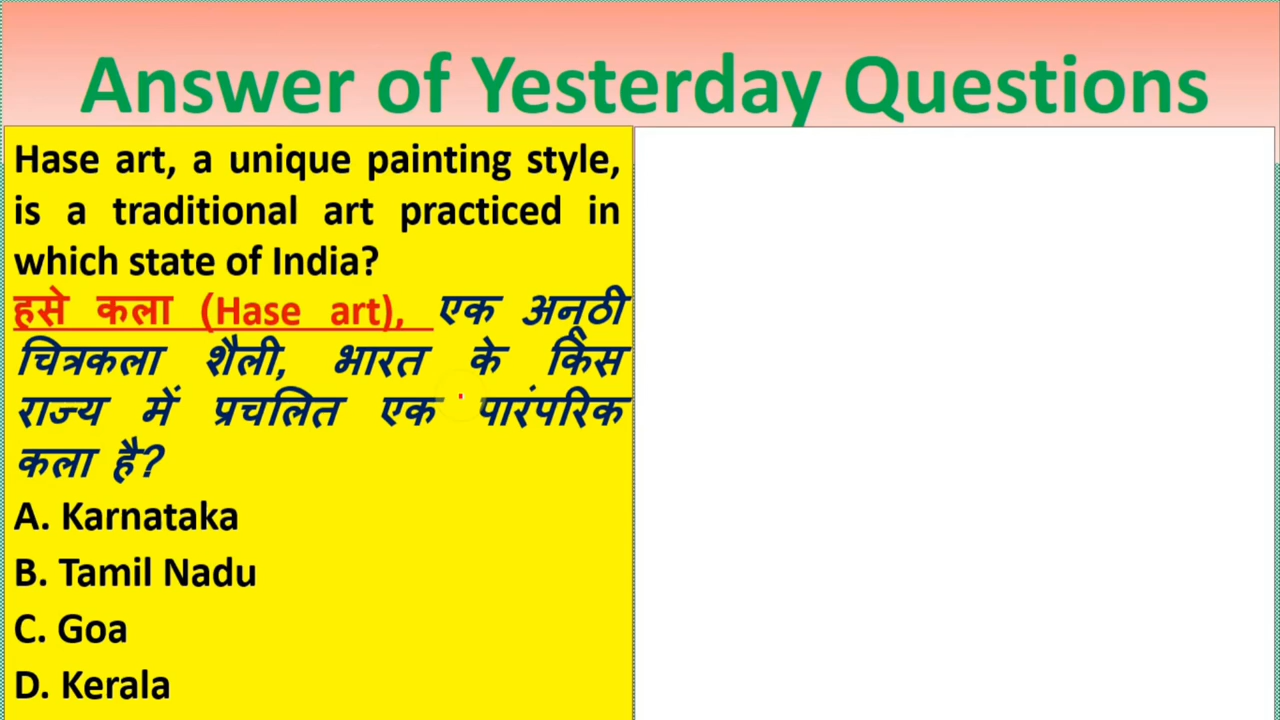 Answer of Yesterday Questions
Hase art, a unique painting style,
is a traditional art practiced in
which state of India?
हसे कला (Hase art), एक अनूठी
चित्रकला शैली, भारत के किस
राज्य में प्रचलित एक पारंपरिक
कला है?
A. Karnataka
B. Tamil Nadu
C. Goa
D. Kerala